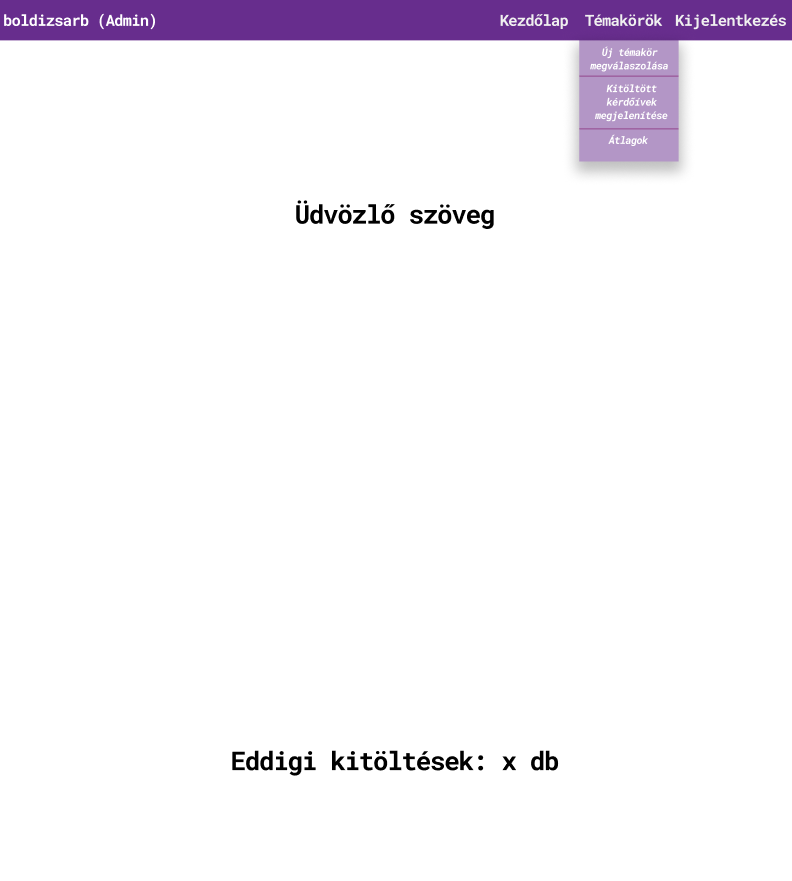 boldizsarb (Admin) Kezdőlap Témakörök Kijelentkezés
Új témakör
megválaszolása
Kitöltött
kérdőívek
megjelenítése
Átlagok
Üdvözlő szöveg
Eddigi kitöltések: x db